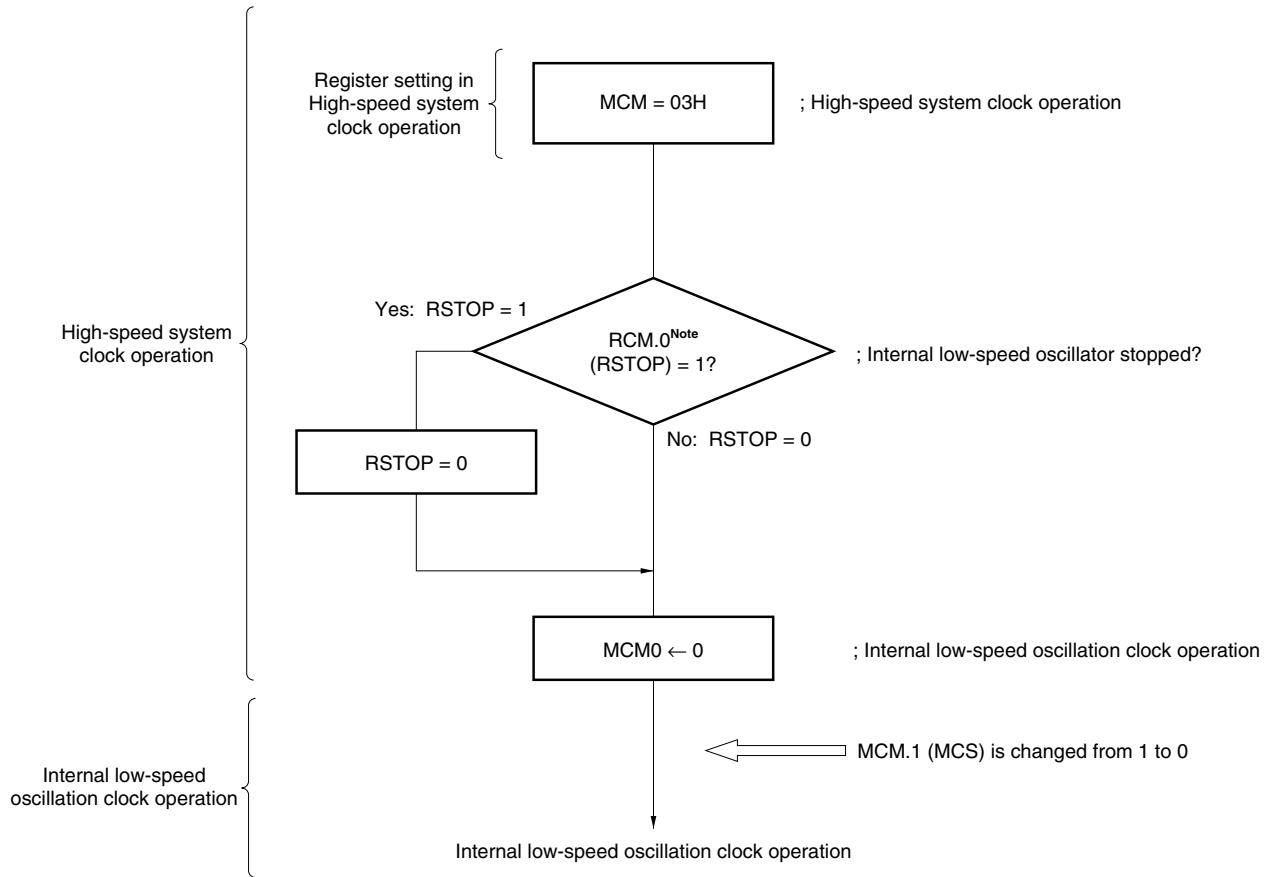 Register setting in
High-speed system
clock operation
MCM = 03H
; High-speed system clock operation
High-speed system
clock operation
Yes: RSTOP = 1
RCM.0Note
(RSTOP) = 1?
; Internal low-speed oscillator stopped?
No: RSTOP = 0
RSTOP = 0
MCM0 ← 0
; Internal low-speed oscillation clock operation
MCM.1 (MCS) is changed from 1 to 0
Internal low-speed
oscillation clock operation
Internal low-speed oscillation clock operation